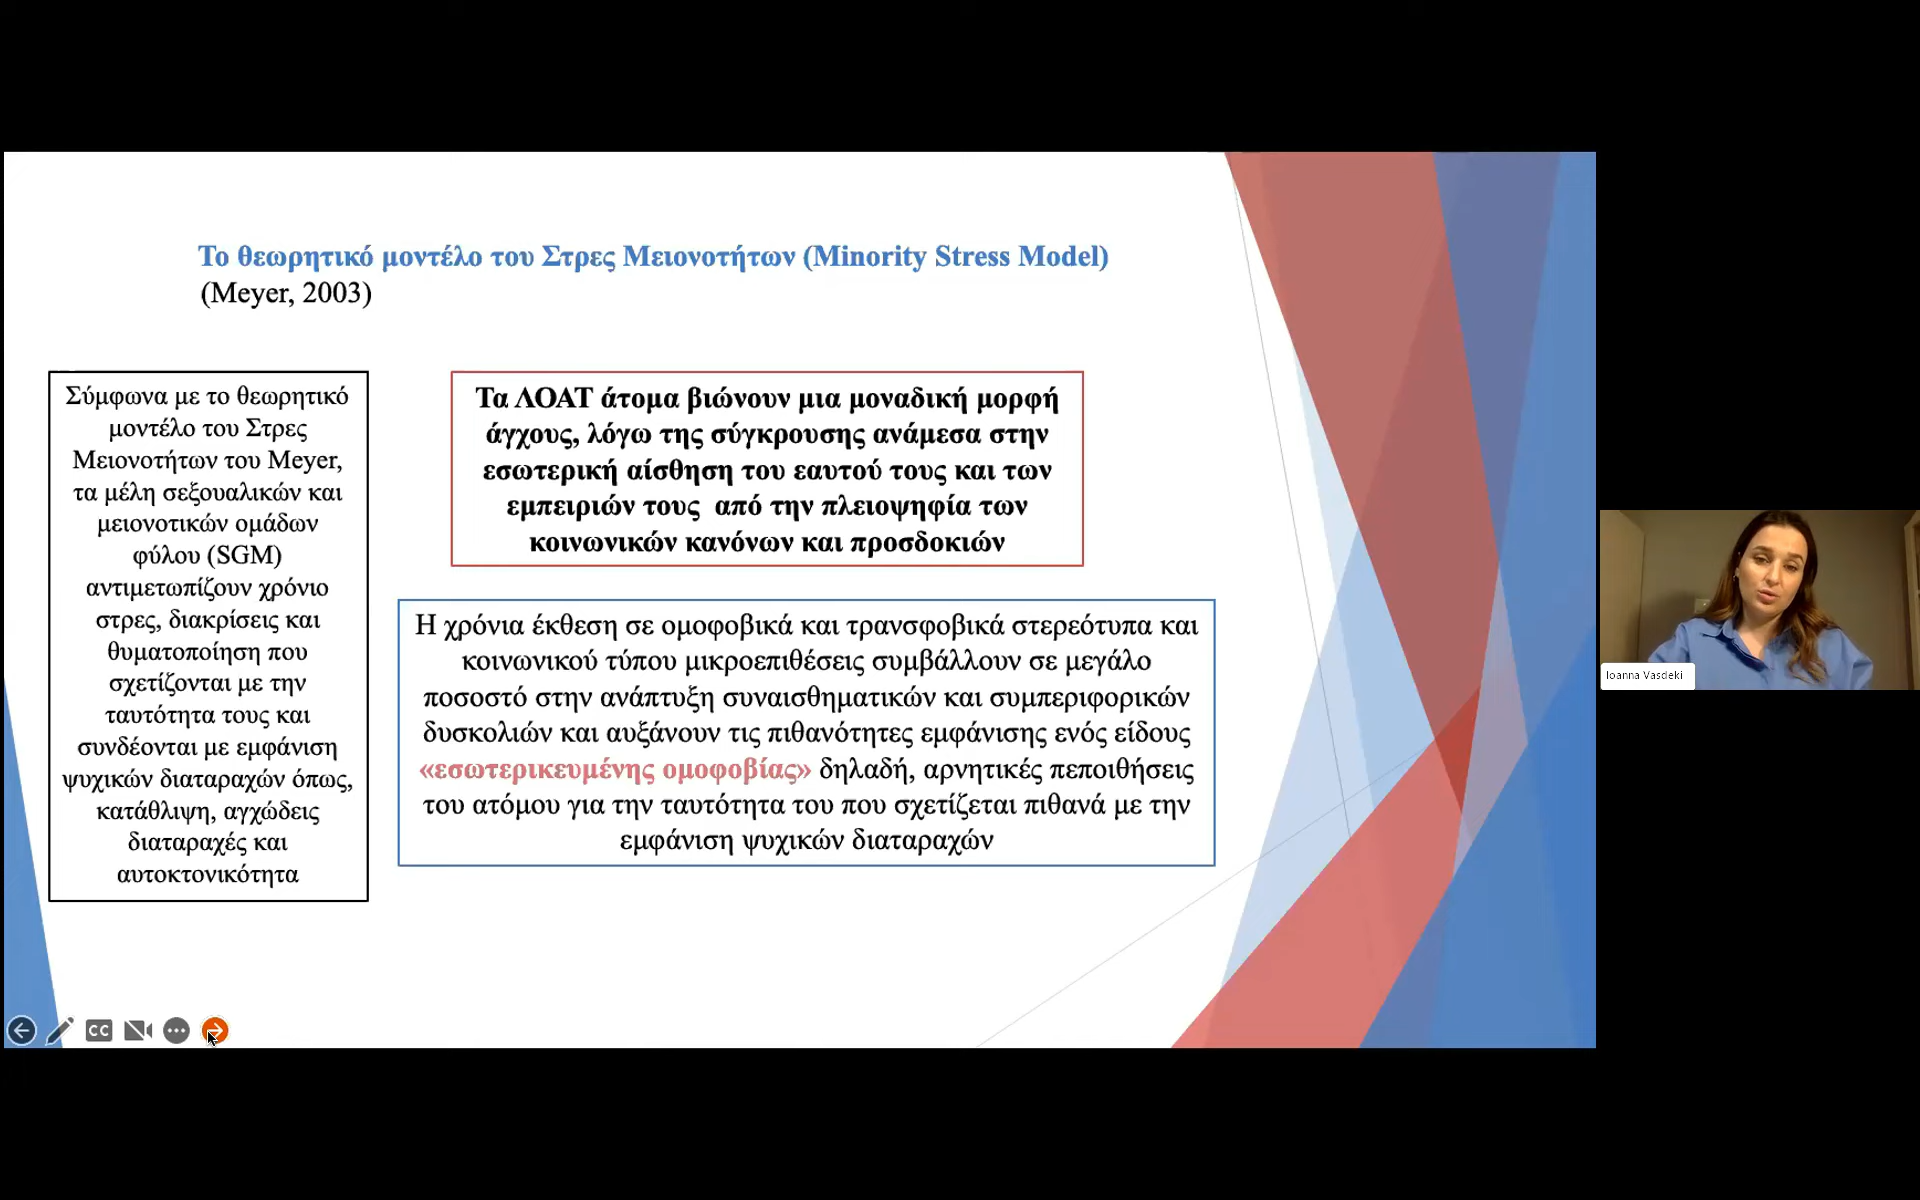 Το θεωρητικό μοντέλο του Στρες Μειονοτήτων (Minority Stress Model)
(Meyer, 2003)
Σύμφωνα με το θεωρητικό
μοντέλο του Στρες
Μειονοτήτων του Meyer,
τα μέλη σεξουαλικών και
μειονοτικών ομάδων
φύλου (SGM)
αντιμετωπίζουν χρόνιο
στρες, διακρίσεις και
θυματοποίηση που
σχετίζονται με την
ταυτότητα τους και
συνδέονται με εμφάνιση
ψυχικών διαταραχών όπως,
κατάθλιψη, αγχώδεις
διαταραχές και
αυτοκτονικότητα
Τα ΛΟΑΤ άτομα βιώνουν μια μοναδική μορφή
άγχους, λόγω της σύγκρουσης ανάμεσα στην
εσωτερική αίσθηση του εαυτού τους και των
εμπειριών τους από την πλειοψηφία των
κοινωνικών κανόνων και προσδοκιών
Η χρόνια έκθεση σε ομοφοβικά και τρανσφοβικά στερεότυπα και
κοινωνικού τύπου μικροεπιθέσεις συμβάλλουν σε μεγάλο
ποσοστό στην ανάπτυξη συναισθηματικών και συμπεριφορικών
δυσκολιών και αυξάνουν τις πιθανότητες εμφάνισης ενός είδους
«εσωτερικευμένης ομοφοβίας» δηλαδή, αρνητικές πεποιθήσεις
του ατόμου για την ταυτότητα του που σχετίζεται πιθανά με την
εμφάνιση ψυχικών διαταραχών
Ioanna Vasdeki
CC